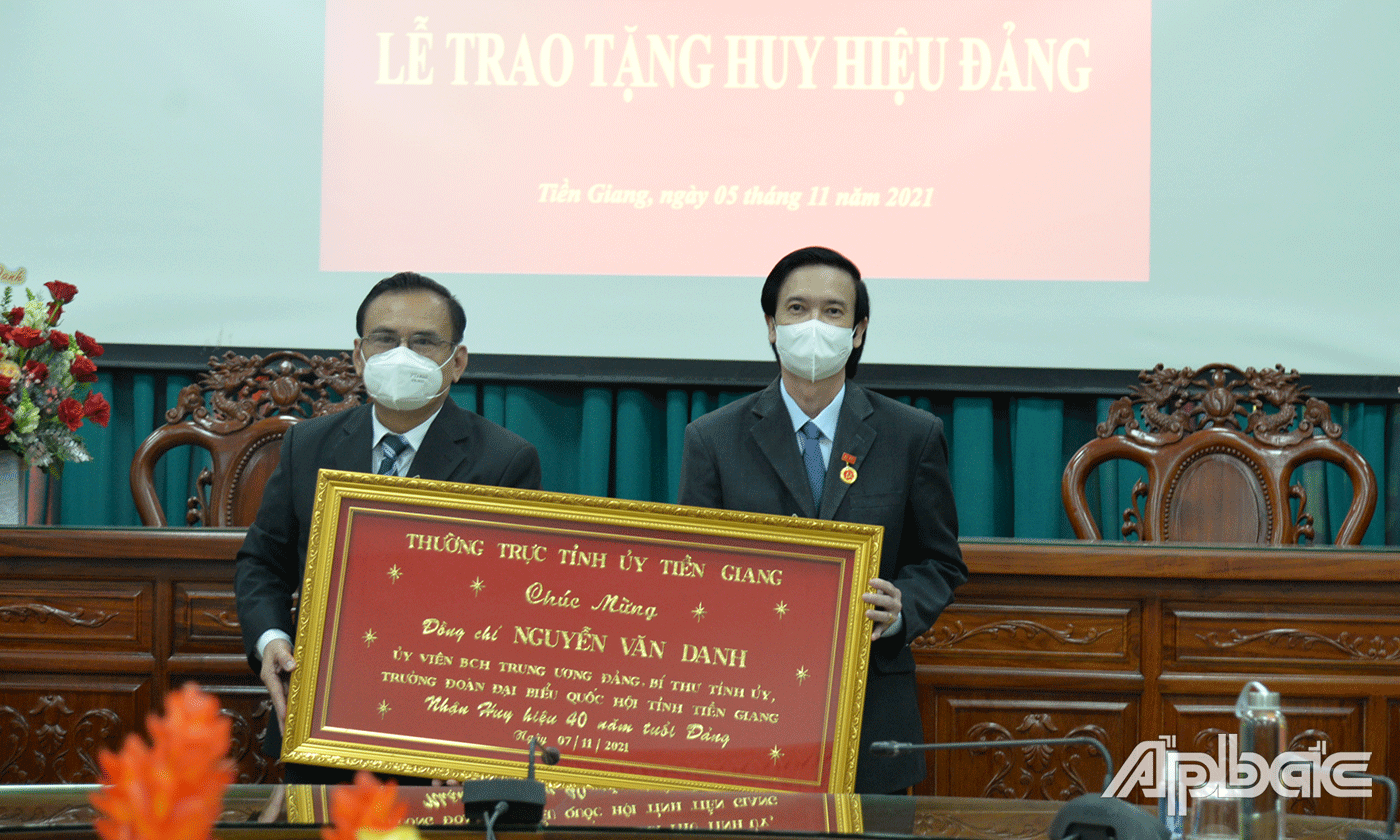 LỄ TRAO TẶNG HUY HIỆU ĐẢNG
Tiền Giang, ngày 05 tháng 11 năm 2021
THƯỜNG TRỰC TỈNH ỦY TIỀN GIANG
Chúc Mừng
Đồng chí NGUYỄN VĂN DANH
ỦY VIÊN BCH TRUNG ƯƠNG ĐẢNG. BÍ THƯ TỈNH ỦY,
TRƯỞNG ĐOÀN ĐẠI BIỂU QUỐC HỘI TỈNH TIỀN GIANG
Nhận Huy hiệu 40 năm tuổi Đảng
Ngày 07/11/2021
Apbắc